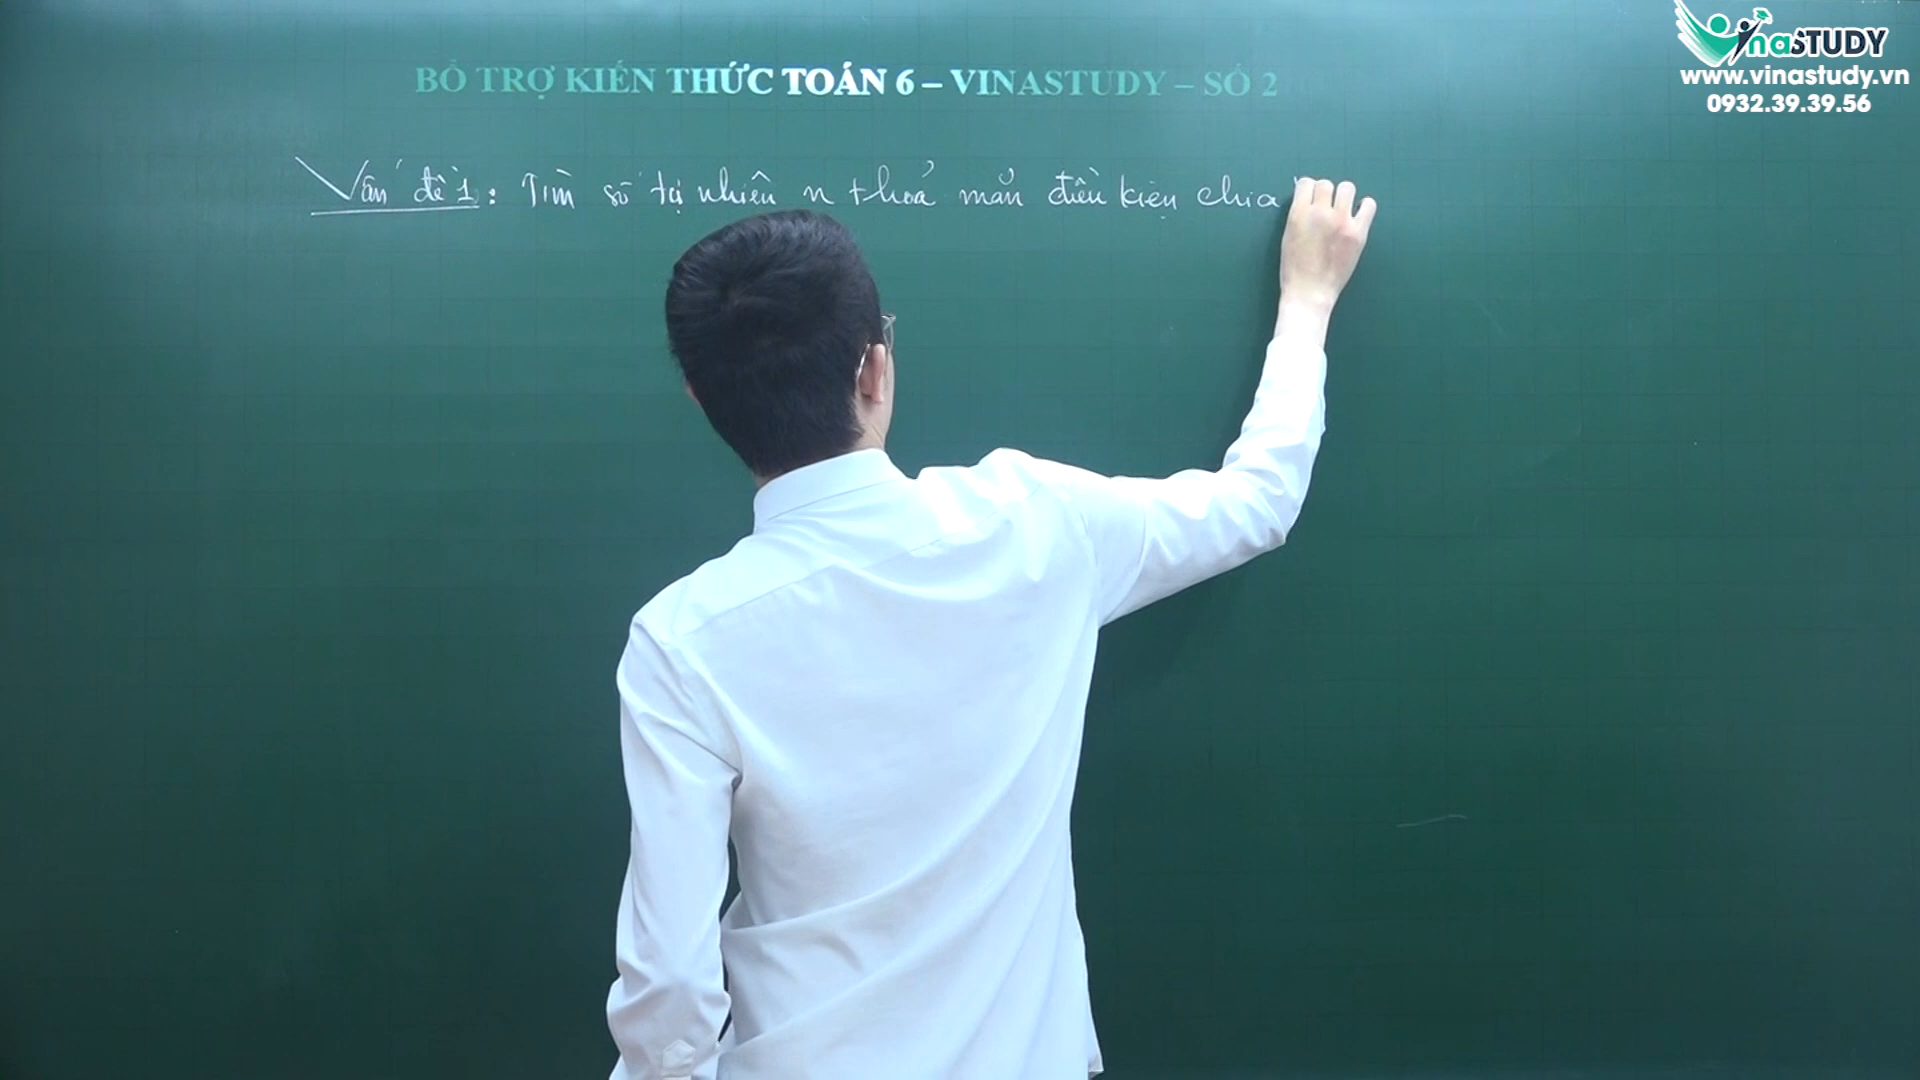 inaSTUDY
www.vinastudy.vn
0932.39.39.56
BỔ TRỢ KIẾN THỨC TOÁN 6 – VINASTUDY – SỐ 2
Vấn đề 1: Tìm số tự nhiên n thoả mãn điều kiện chia